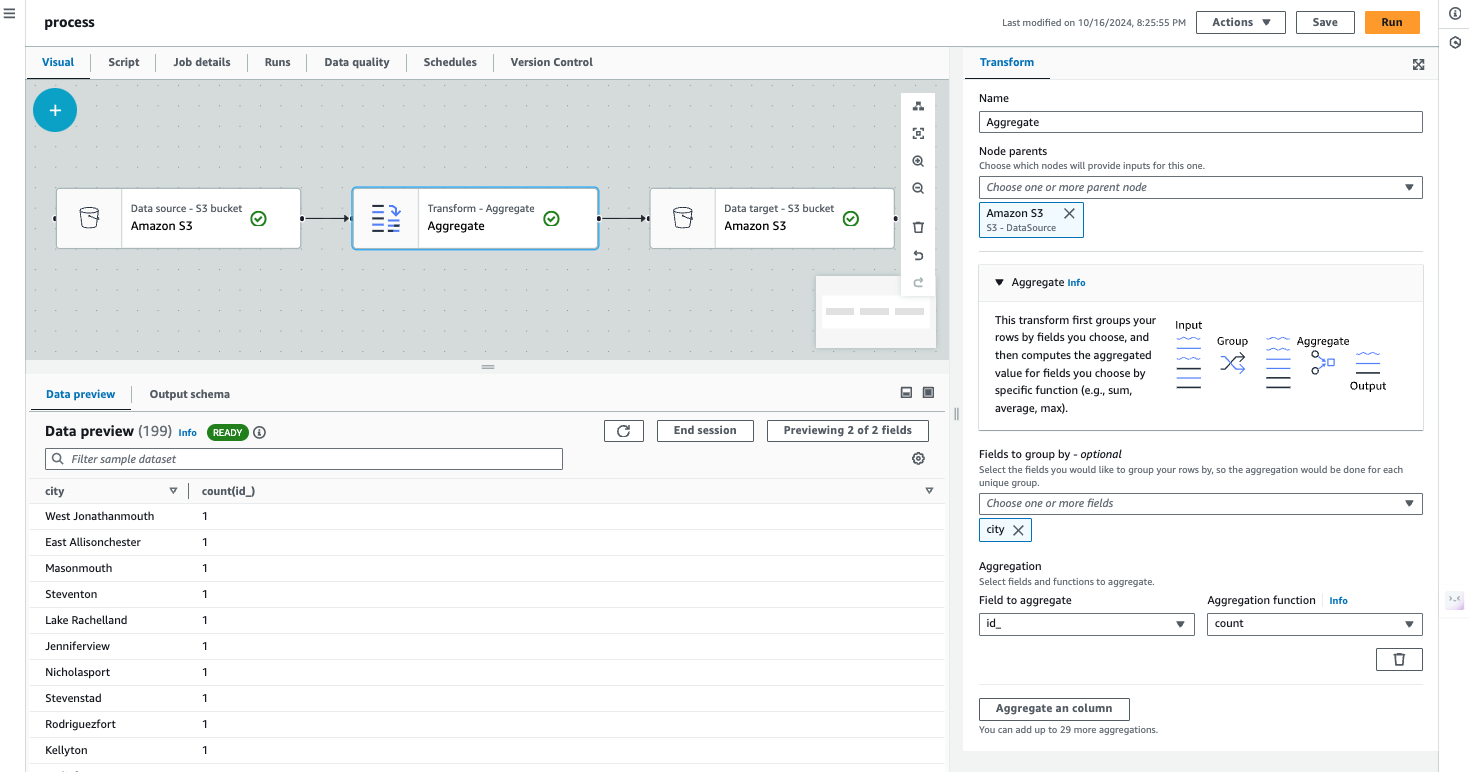 process
Last modified on 10/16/2024, 8:25:55 PM
Actions
Save
Run
Visual
Script
Job details
Runs
Data quality
Schedules
Version Control
+
Data source - S3 bucket
Amazon S3
Transform - Aggregate
Aggregate
Data target - S3 bucket
Amazon S3
Data preview
Output schema
Data preview (199) Info READY
End session
Previewing 2 of 2 fields
Filter sample dataset
city count(id_)
West Jonathanmouth 1
East Allisonchester 1
Masonmouth 1
Steventon 1
Lake Rachelland 1
Jenniferview 1
Nicholasport 1
Stevenstad 1
Rodriguezfort 1
Kellyton 1
Transform
Name
Aggregate
Node parents
Choose which nodes will provide inputs for this one.
Choose one or more parent node
Amazon S3
S3 - DataSource
Aggregate Info
This transform first groups your
rows by fields you choose, and
then computes the aggregated
value for fields you choose by
specific function (e.g., sum,
average, max).
Input
Group
Aggregate
Output
Fields to group by - optional
Select the fields you would like to group your rows by, so the aggregation would be done for each
unique group.
Choose one or more fields
city
Aggregation
Select fields and functions to aggregate.
Field to aggregate
Aggregation function Info
id_
count
Aggregate an column
You can add up to 29 more aggregations.